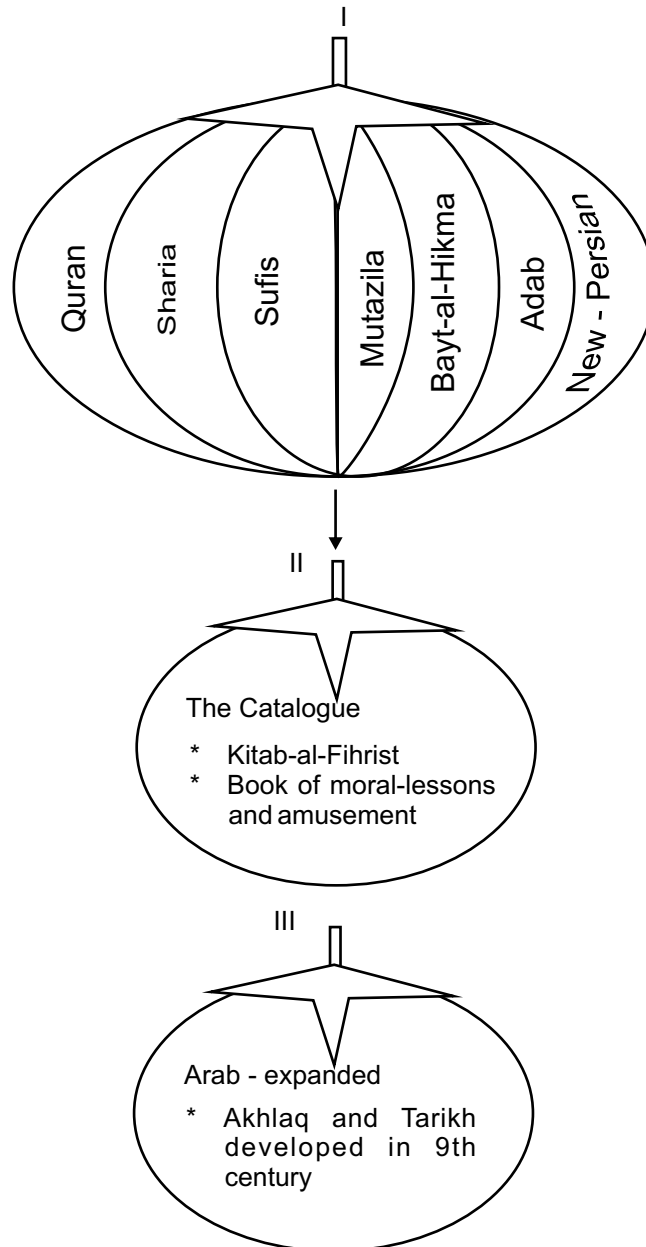 I
Quran
Sharia
Sufis
Mutazila
Bayt-al-Hikma
Adab
New - Persian
II
The Catalogue
* Kitab-al-Fihrist
* Book of moral-lessons
and amusement
III
Arab - expanded
* Akhlaq and Tarikh
developed in 9th
century